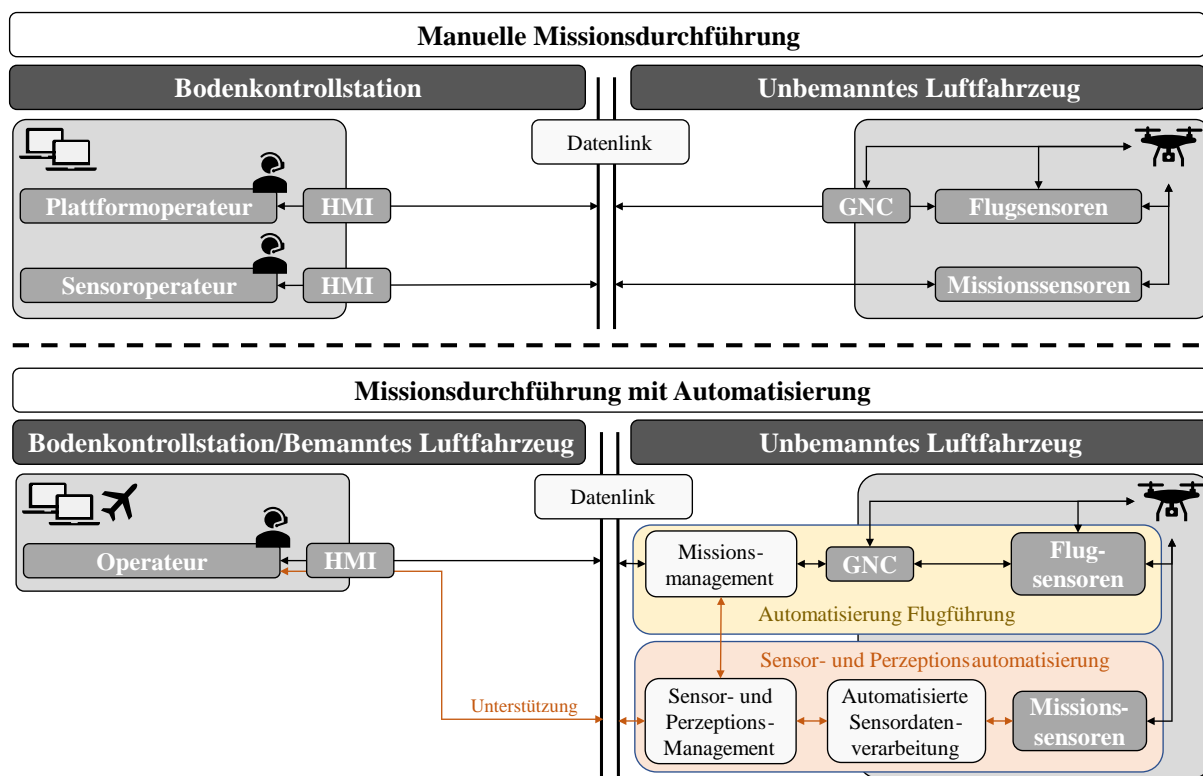 Manuelle Missionsdurchführung
Bodenkontrollstation
Unbemanntes Luftfahrzeug
Datenlink
Plattformoperateur
HMI
GNC
Flugsensoren
Sensoroperateur
HMI
Missionssensoren
Missionsdurchführung mit Automatisierung
Bodenkontrollstation/Bemanntes Luftfahrzeug
Unbemanntes Luftfahrzeug
Datenlink
Operateur
HMI
Missions-
management
GNC
Flug-
sensoren
Automatisierung Flugführung
Sensor- und Perzeptionsautomatisierung
Unterstützung
Sensor- und
Perzeptions-
Management
Automatisierte
Sensordaten-
verarbeitung
Missions-
sensoren